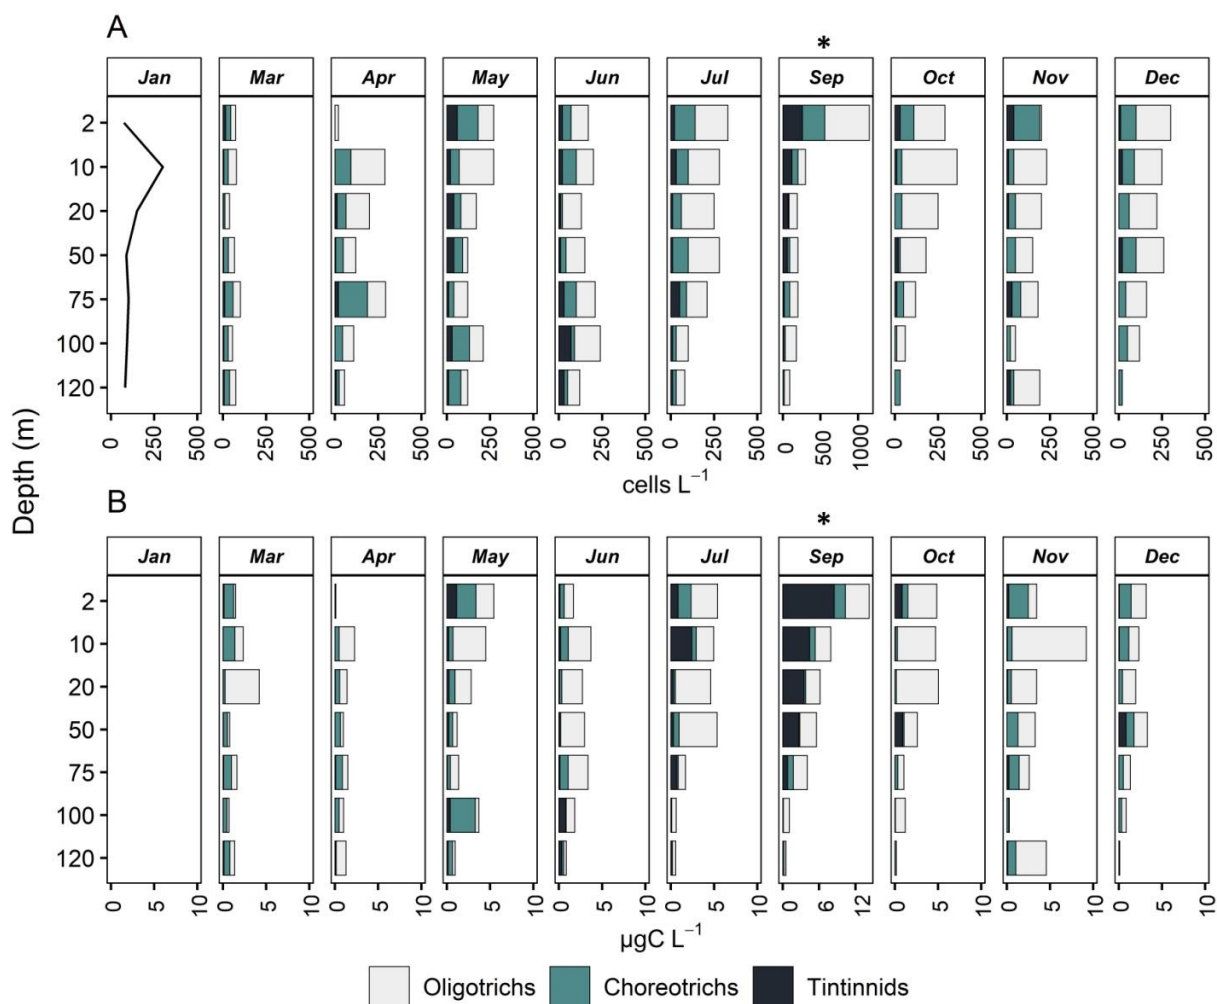 A
*
Jan Mar Apr May Jun Jul Sep Oct Nov Dec
2
10
20
50
75
100
120
0 250 500 0 250 500 0 250 500 0 250 500 0 250 500 0 250 500 0 500 1000 0 250 500 0 250 500 0 250 500
cells L⁻¹
Depth (m)
B
*
Jan Mar Apr May Jun Jul Sep Oct Nov Dec
2
10
20
50
75
100
120
0 5 10 0 5 10 0 5 10 0 5 10 0 5 10 0 5 10 0 6 12 0 5 10 0 5 10 0 5 10
µgC L⁻¹
Oligotrichs Choreotrichs Tintinnids